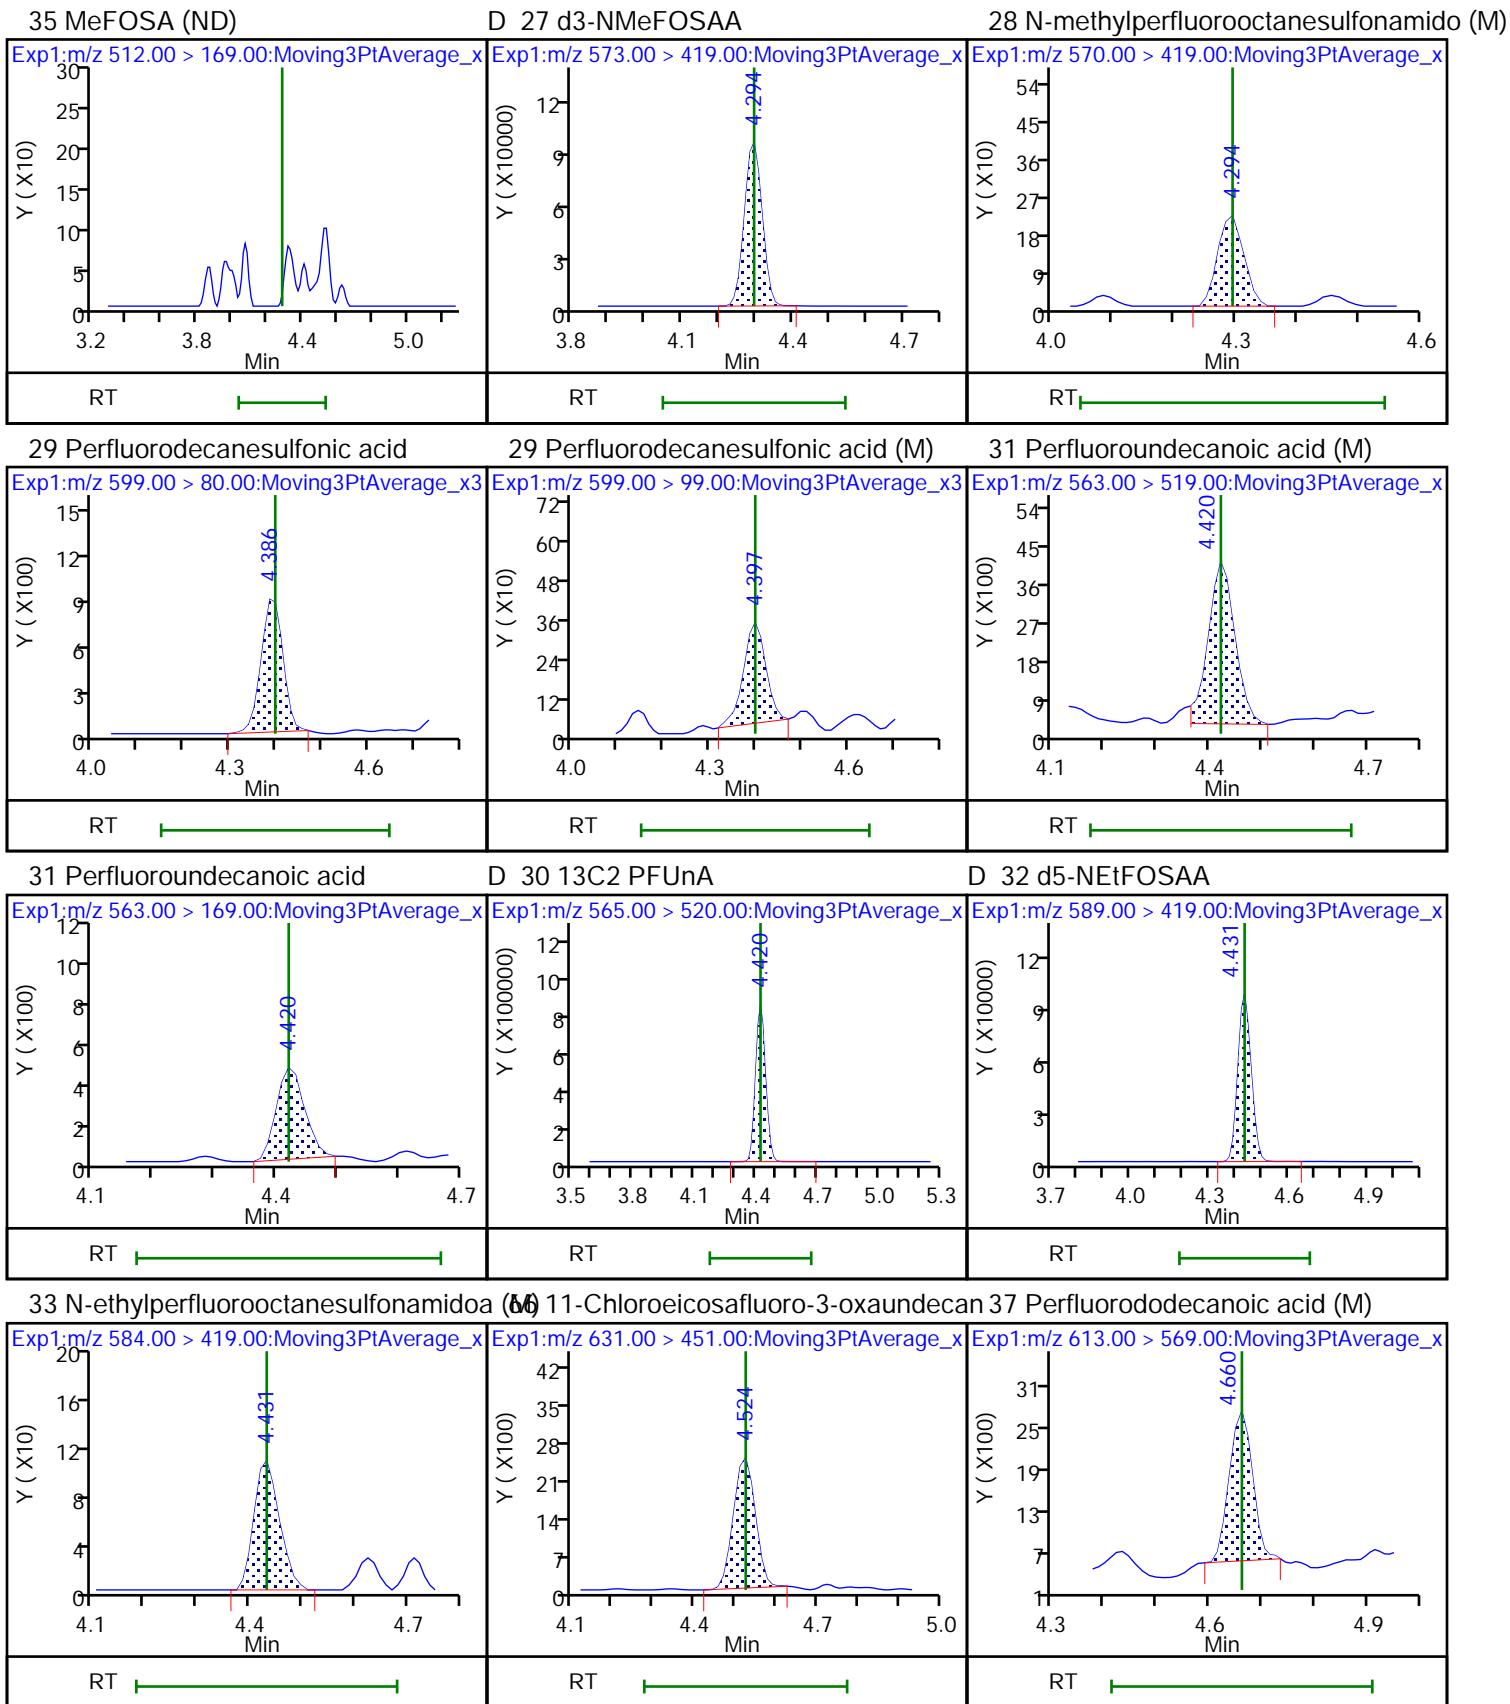 35 MeFOSA (ND)
Exp1:m/z 512.00 > 169.00:Moving3PtAverage_x
Y ( X10)
30
25
20
15
10
5
0
3.2 3.8 4.4 5.0
Min
RT
D 27 d3-NMeFOSAA
Exp1:m/z 573.00 > 419.00:Moving3PtAverage_x
Y ( X10000)
12
9
6
3
0
4.294
3.8 4.1 4.4 4.7
Min
RT
28 N-methylperfluorooctanesulfonamido (M)
Exp1:m/z 570.00 > 419.00:Moving3PtAverage_x
Y ( X10)
54
45
36
27
18
9
0
4.294
4.0 4.3 4.6
Min
RT
29 Perfluorodecanesulfonic acid
Exp1:m/z 599.00 > 80.00:Moving3PtAverage_x3
Y ( X100)
15
12
9
6
3
0
4.386
4.0 4.3 4.6
Min
RT
29 Perfluorodecanesulfonic acid (M)
Exp1:m/z 599.00 > 99.00:Moving3PtAverage_x3
Y ( X10)
72
60
48
36
24
12
0
4.397
4.0 4.3 4.6
Min
RT
31 Perfluoroundecanoic acid (M)
Exp1:m/z 563.00 > 519.00:Moving3PtAverage_x
Y ( X100)
54
45
36
27
18
9
0
4.420
4.1 4.4 4.7
Min
RT
31 Perfluoroundecanoic acid
Exp1:m/z 563.00 > 169.00:Moving3PtAverage_x
Y ( X100)
12
10
8
6
4
2
0
4.420
4.1 4.4 4.7
Min
RT
D 30 13C2 PFUnA
Exp1:m/z 565.00 > 520.00:Moving3PtAverage_x
Y ( X100000)
12
10
8
6
4
2
0
4.420
3.5 3.8 4.1 4.4 4.7 5.0 5.3
Min
RT
D 32 d5-NEtFOSAA
Exp1:m/z 589.00 > 419.00:Moving3PtAverage_x
Y ( X10000)
12
9
6
3
0
4.431
3.7 4.0 4.3 4.6 4.9
Min
RT
33 N-ethylperfluorooctanesulfonamidoa (M)
Exp1:m/z 584.00 > 419.00:Moving3PtAverage_x
Y ( X10)
20
16
12
8
4
0
4.431
4.1 4.4 4.7
Min
RT
66 11-Chloroeicosafluoro-3-oxaundecan
Exp1:m/z 631.00 > 451.00:Moving3PtAverage_x
Y ( X100)
42
35
28
21
14
7
0
4.524
4.1 4.4 4.7 5.0
Min
RT
37 Perfluorododecanoic acid (M)
Exp1:m/z 613.00 > 569.00:Moving3PtAverage_x
Y ( X100)
31
25
19
13
7
1
4.660
4.3 4.6 4.9
Min
RT